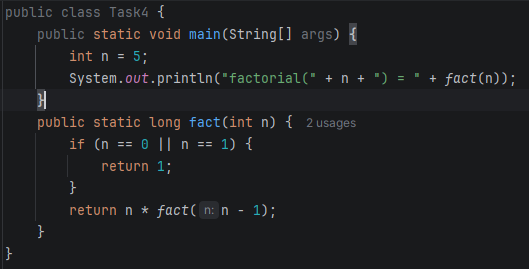 public class Task4 {
    public static void main(String[] args) {
        int n = 5;
        System.out.println("factorial(" + n + ") = " + fact(n));
    }
    public static long fact(int n) {  2 usages
        if (n == 0 || n == 1) {
            return 1;
        }
        return n * fact( n: n - 1);
    }
}